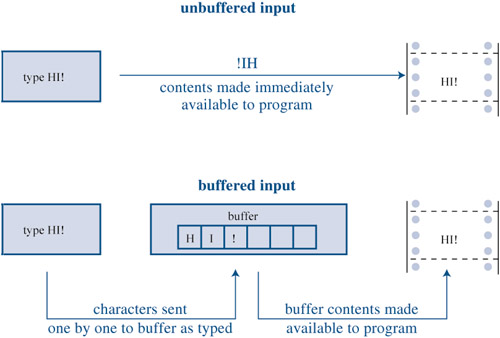 unbuffered input
type HI!
!IH
contents made immediately
available to program
HI!
buffered input
type HI!
buffer
H I !
HI!
characters sent
one by one to buffer as typed
buffer contents made
available to program